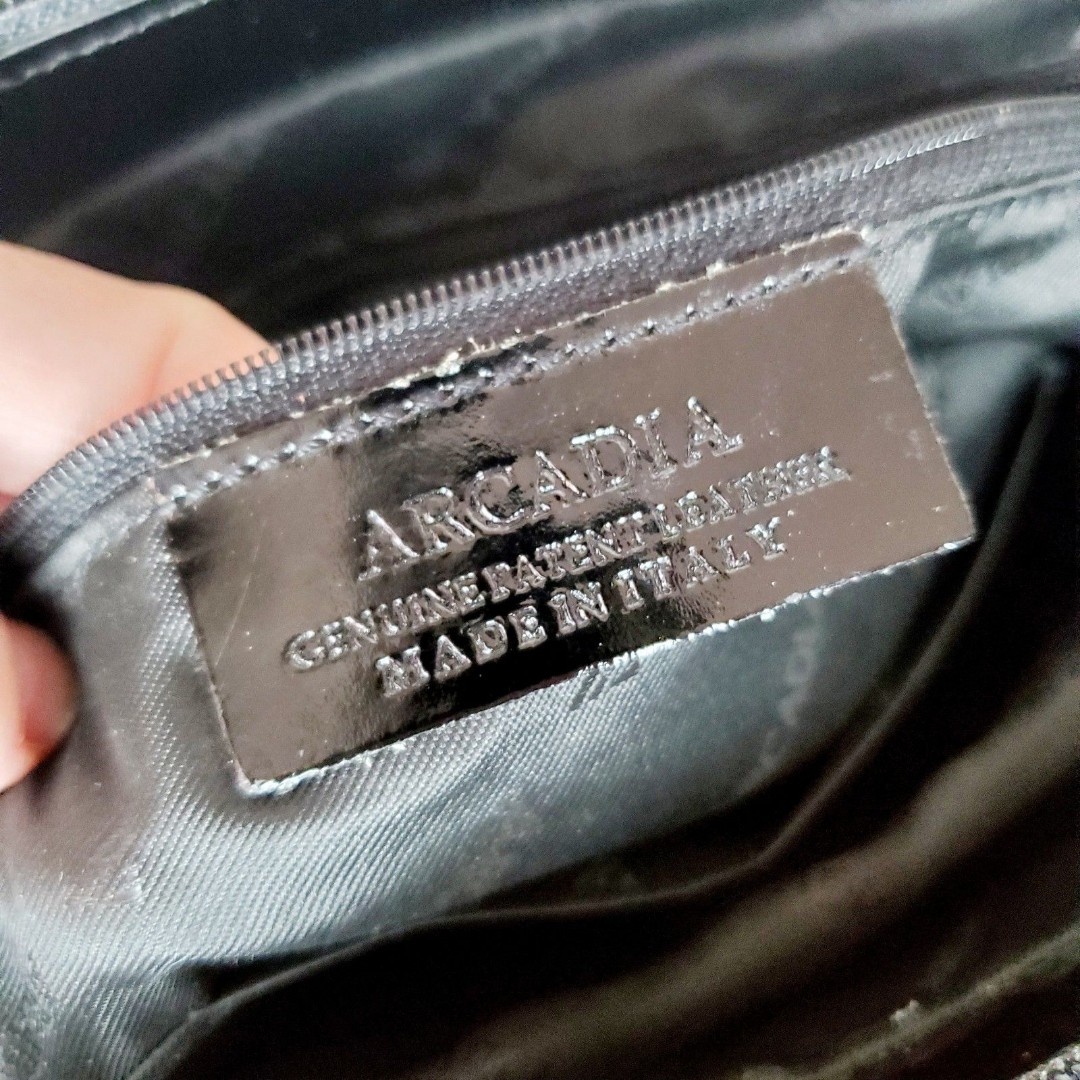 ARCADIA
GENUINE PATENT LEATHER
MADE IN ITALY